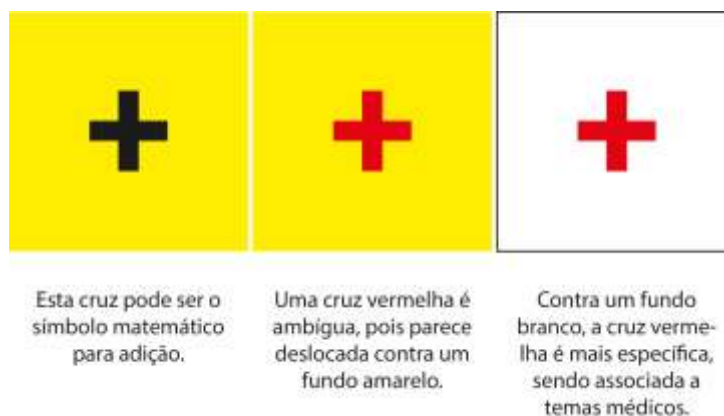 Esta cruz pode ser o
símbolo matemático
para adição.
Uma cruz vermelha é
ambígua, pois parece
deslocada contra um
fundo amarelo.
Contra um fundo
branco, a cruz verme-
lha é mais específica,
sendo associada a
temas médicos.